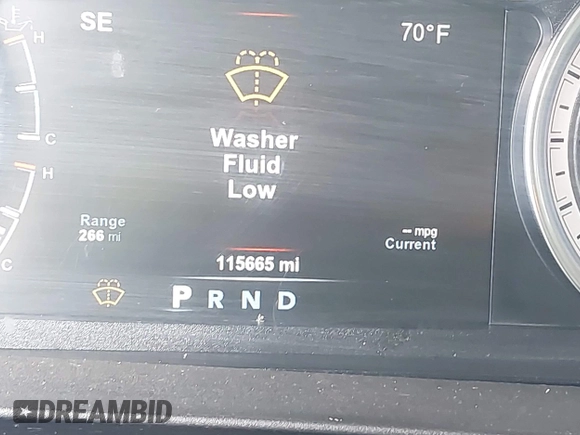 SE
70°F
H
C
H
C
Washer
Fluid
Low
Range
266 mi
-- mpg
Current
115665 mi
P R N D
DREAMBID